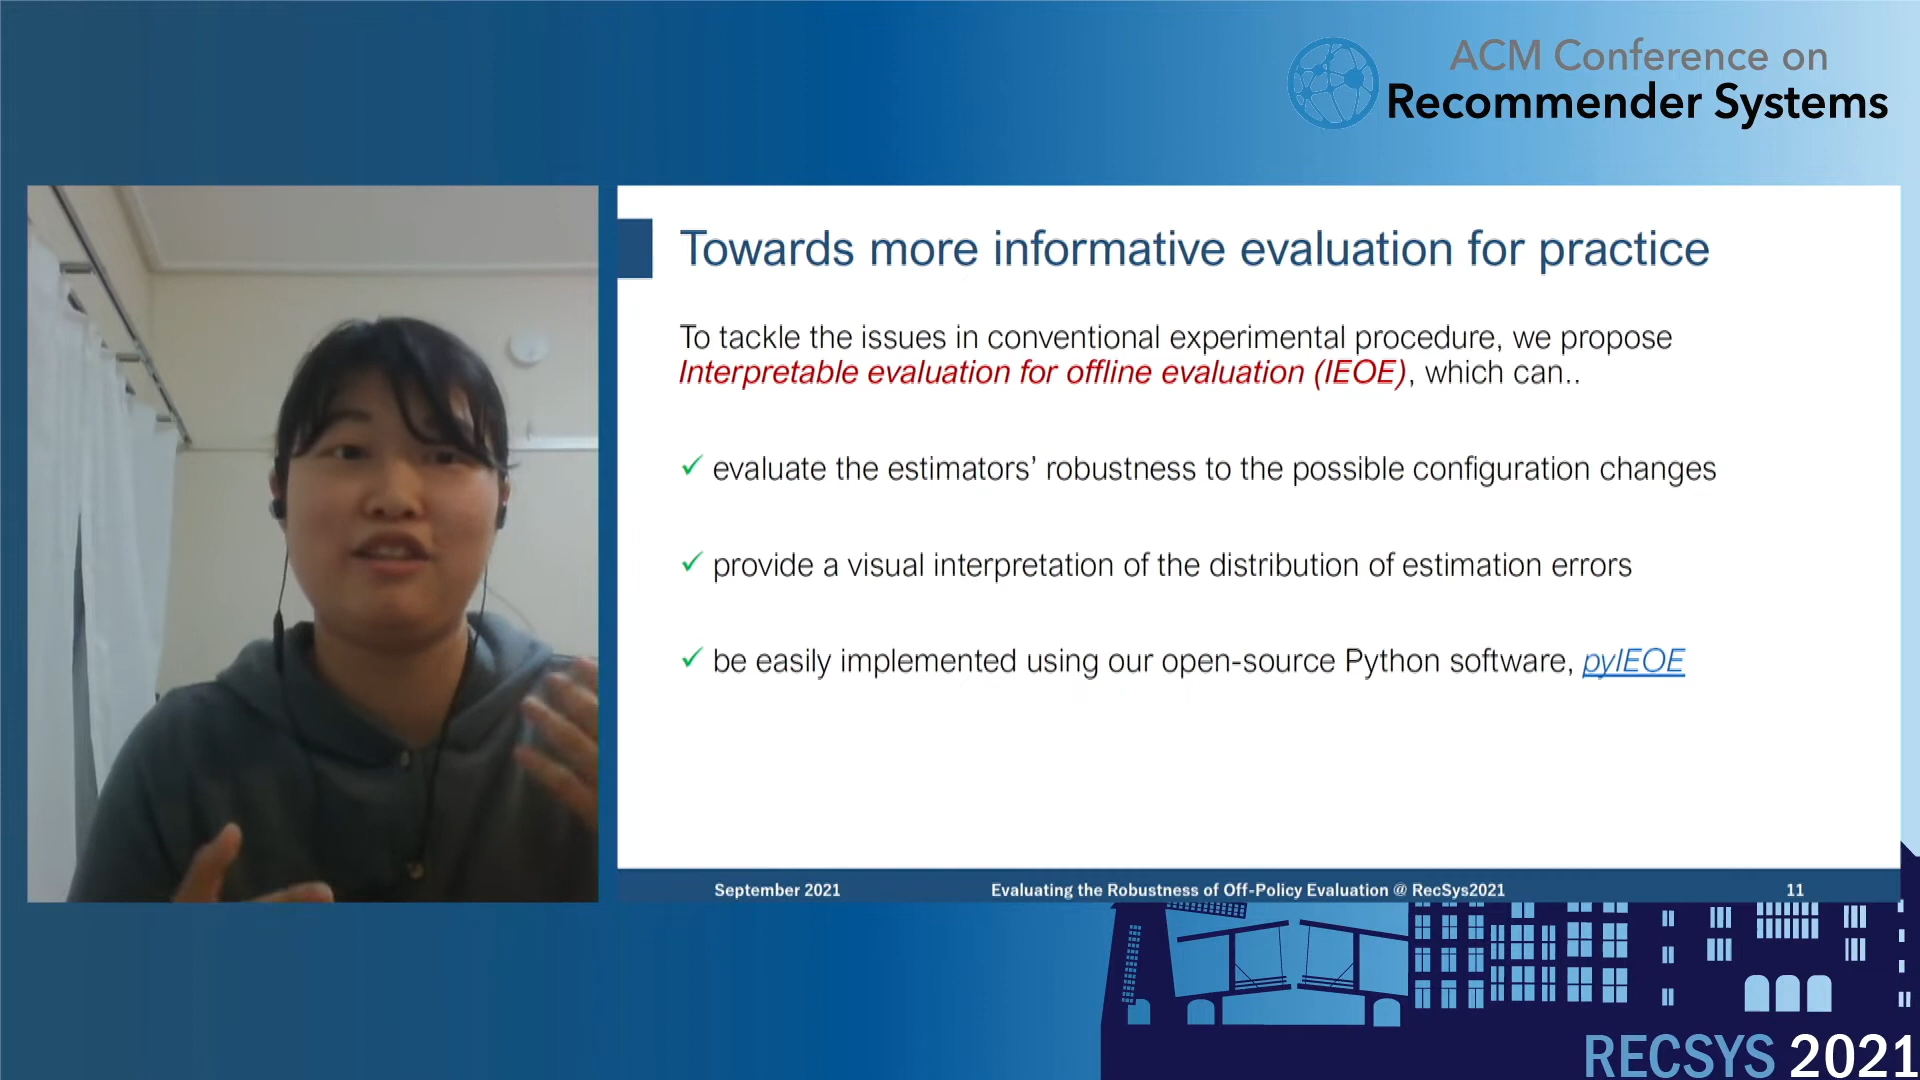 ACM Conference on
Recommender Systems
Towards more informative evaluation for practice
To tackle the issues in conventional experimental procedure, we propose
Interpretable evaluation for offline evaluation (IEOE), which can..
✓ evaluate the estimators’ robustness to the possible configuration changes
✓ provide a visual interpretation of the distribution of estimation errors
✓ be easily implemented using our open-source Python software, pyIEOE
September 2021 Evaluating the Robustness of Off-Policy Evaluation @ RecSys2021 11
RECSYS 2021